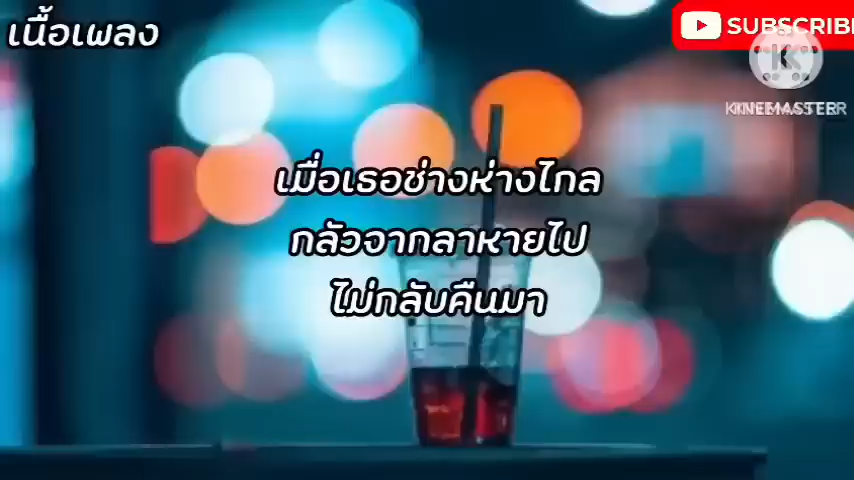 เนื้อเพลง
SUBSCRIBE
KINEMASTER
เมื่อเธอช่างห่างไกล
กลัวจากลาหายไป
ไม่กลับคืนมา